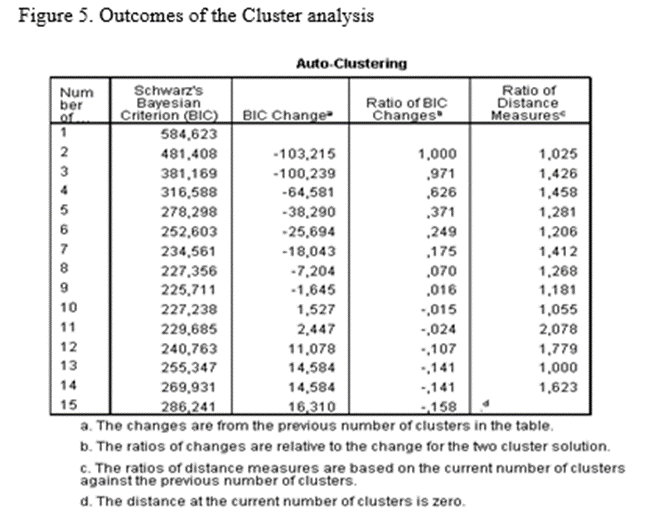 Figure 5. Outcomes of the Cluster analysis
Auto-Clustering
Num
ber
of ...
Schwarz's
Bayesian
Criterion (BIC)
BIC Changeᵃ
Ratio of BIC
Changesᵇ
Ratio of
Distance
Measuresᶜ
1 584,623
2 481,408 -103,215 1,000 1,025
3 381,169 -100,239 ,971 1,426
4 316,588 -64,581 ,626 1,458
5 278,298 -38,290 ,371 1,281
6 252,603 -25,694 ,249 1,206
7 234,561 -18,043 ,175 1,412
8 227,356 -7,204 ,070 1,268
9 225,711 -1,645 ,016 1,181
10 227,238 1,527 -,015 1,055
11 229,685 2,447 -,024 2,078
12 240,763 11,078 -,107 1,779
13 255,347 14,584 -,141 1,000
14 269,931 14,584 -,141 1,623
15 286,241 16,310 -,158 d
a. The changes are from the previous number of clusters in the table.
b. The ratios of changes are relative to the change for the two cluster solution.
c. The ratios of distance measures are based on the current number of clusters
against the previous number of clusters.
d. The distance at the current number of clusters is zero.